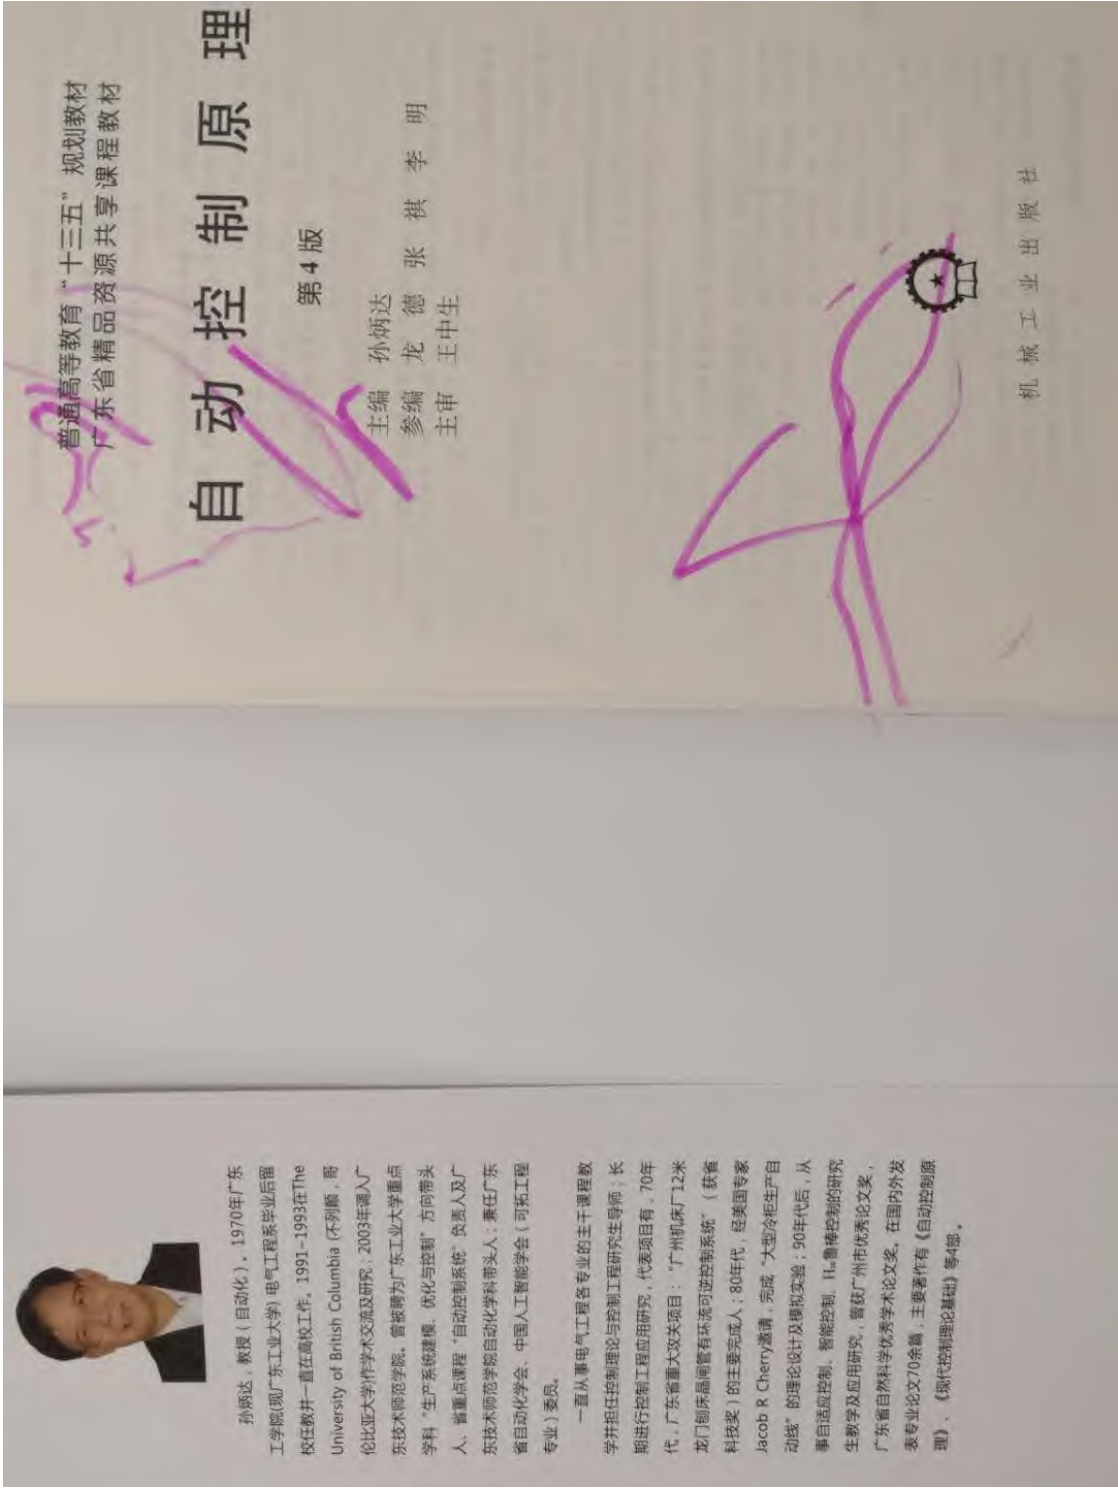 普通高等教育“十三五”规划教材
广东省精品资源共享课程教材
自动控制原理
第4版
主编 孙炳达
参编 龙德 张祺 李明
主审 王中生
机械工业出版社
孙炳达，教授（自动化），1970年广东
工学院(现广东工业大学) 电气工程系毕业后留
校任教并一直在高校工作。1991-1993在The
University of British Columbia (不列颠，哥
伦比亚大学)作学术交流及研究；2003年调入广
东技术师范学院。曾被聘为广东工业大学重点
学科“生产系统建模、优化与控制”方向带头
人、省重点课程“自动控制系统”负责人及广
东技术师范学院自动化学科带头人；兼任广东
省自动化学会、中国人工智能学会（可拓工程
专业）委员。
一直从事电气工程各专业的主干课程教
学并担任控制理论与控制工程研究生导师；长
期进行控制工程应用研究，代表项目有，70年
代，广东省重大攻关项目：“广州机床厂12米
龙门刨床晶闸管有环流可逆控制系统”（获省
科技奖）的主要完成人；80年代，经美国专家
Jacob R Cherry邀请，完成“大型冷柜生产自
动线”的理论设计及模拟实验；90年代后，从
事自适应控制、智能控制、H∞鲁棒控制的研究
生教学及应用研究，曾获广州市优秀论文奖，
广东省自然科学优秀学术论文奖。在国内外发
表专业论文70余篇，主要著作有《自动控制原
理》、《现代控制理论基础》等4部。